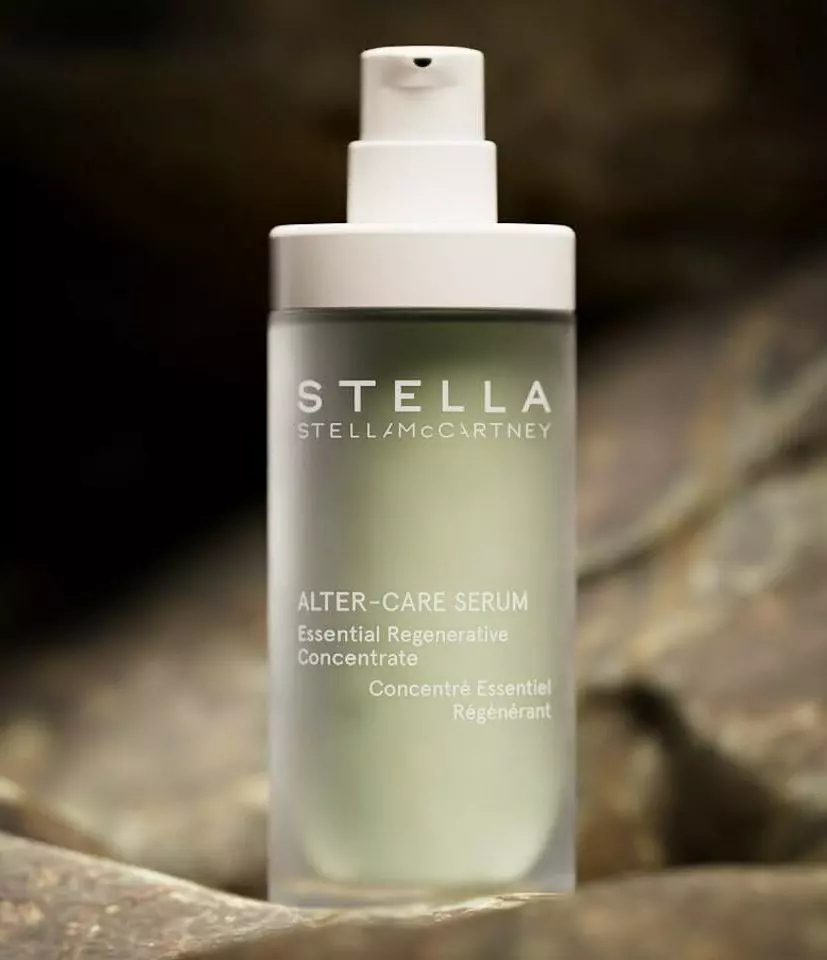 STELLA
STELLAMcCARTNEY
ALTER-CARE SERUM
Essential Regenerative
Concentrate
Concentré Essentiel
Régénérant